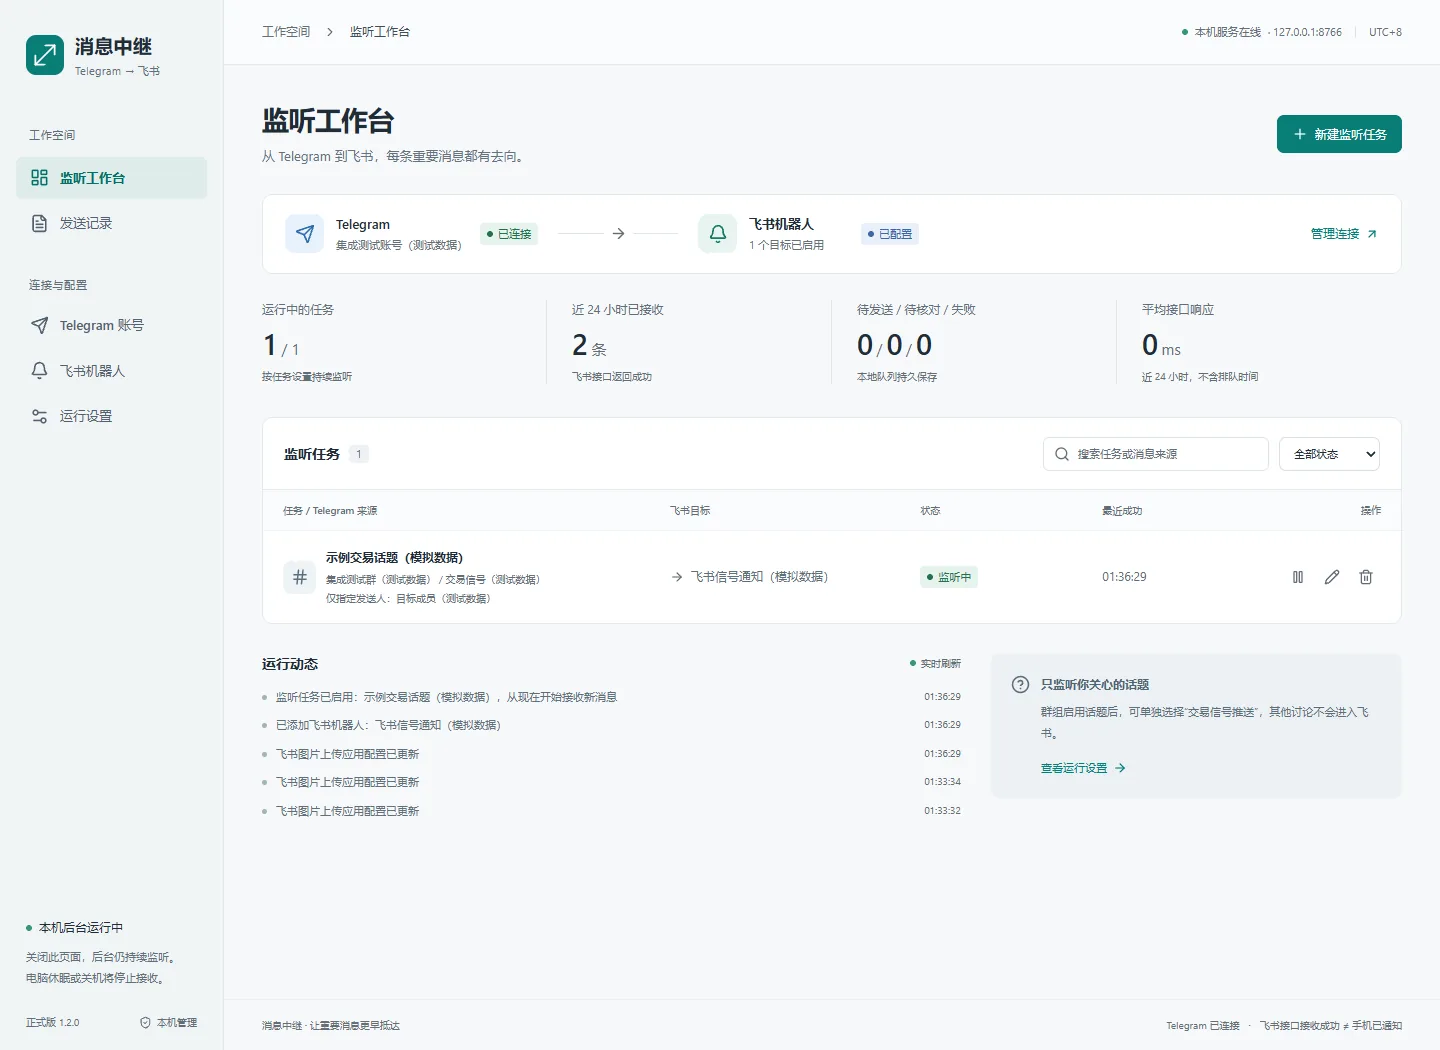 消息中继
Telegram → 飞书
工作空间
监听工作台
发送记录
连接与配置
Telegram 账号
飞书机器人
运行设置
本机后台运行中
关闭此页面，后台仍持续监听。
电脑休眠或关机将停止接收。
正式版 1.2.0
本机管理
工作空间 > 监听工作台
本机服务在线 · 127.0.0.1:8766
UTC+8
监听工作台
从 Telegram 到飞书，每条重要消息都有去向。
+ 新建监听任务
Telegram
集成测试账号（测试数据）
已连接
→
飞书机器人
1 个目标已启用
已配置
管理连接 ↗
运行中的任务
1 / 1
按任务设置持续监听
近 24 小时已接收
2 条
飞书接口返回成功
待发送 / 待核对 / 失败
0 / 0 / 0
本地队列持久保存
平均接口响应
0 ms
近 24 小时，不含排队时间
监听任务 1
搜索任务或消息来源
全部状态
任务 / Telegram 来源
飞书目标
状态
最近成功
操作
#
示例交易话题（模拟数据）
集成测试群（测试数据） / 交易信号（测试数据）
仅指定发送人：目标成员（测试数据）
→ 飞书信号通知（模拟数据）
监听中
01:36:29
运行动态
实时刷新
监听任务已启用：示例交易话题（模拟数据），从现在开始接收新消息 01:36:29
已添加飞书机器人：飞书信号通知（模拟数据） 01:36:29
飞书图片上传应用配置已更新 01:36:29
飞书图片上传应用配置已更新 01:33:34
飞书图片上传应用配置已更新 01:33:32
只监听你关心的话题
群组启用话题后，可单独选择“交易信号推送”，其他讨论不会进入飞
书。
查看运行设置 →
消息中继 · 让重要消息更早抵达
Telegram 已连接 · 飞书接口接收成功 ≠ 手机已通知